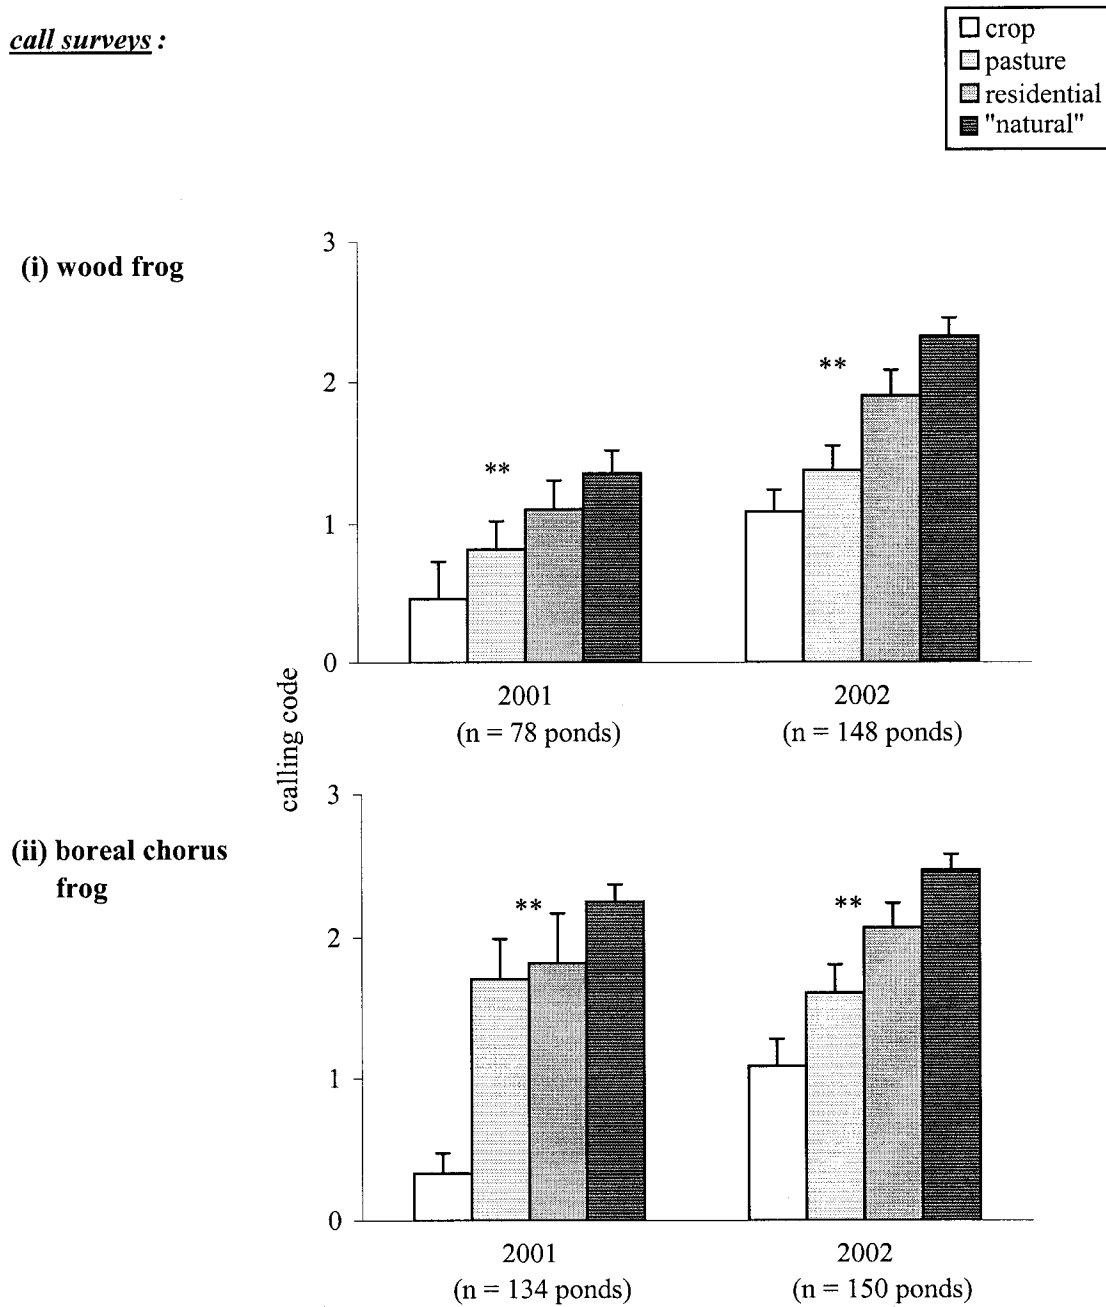 call surveys :
crop
pasture
residential
"natural"
(i) wood frog
3
2
1
0
**
**
2001
2002
(n = 78 ponds)
(n = 148 ponds)
calling code
(ii) boreal chorus
frog
3
2
1
0
**
**
2001
2002
(n = 134 ponds)
(n = 150 ponds)